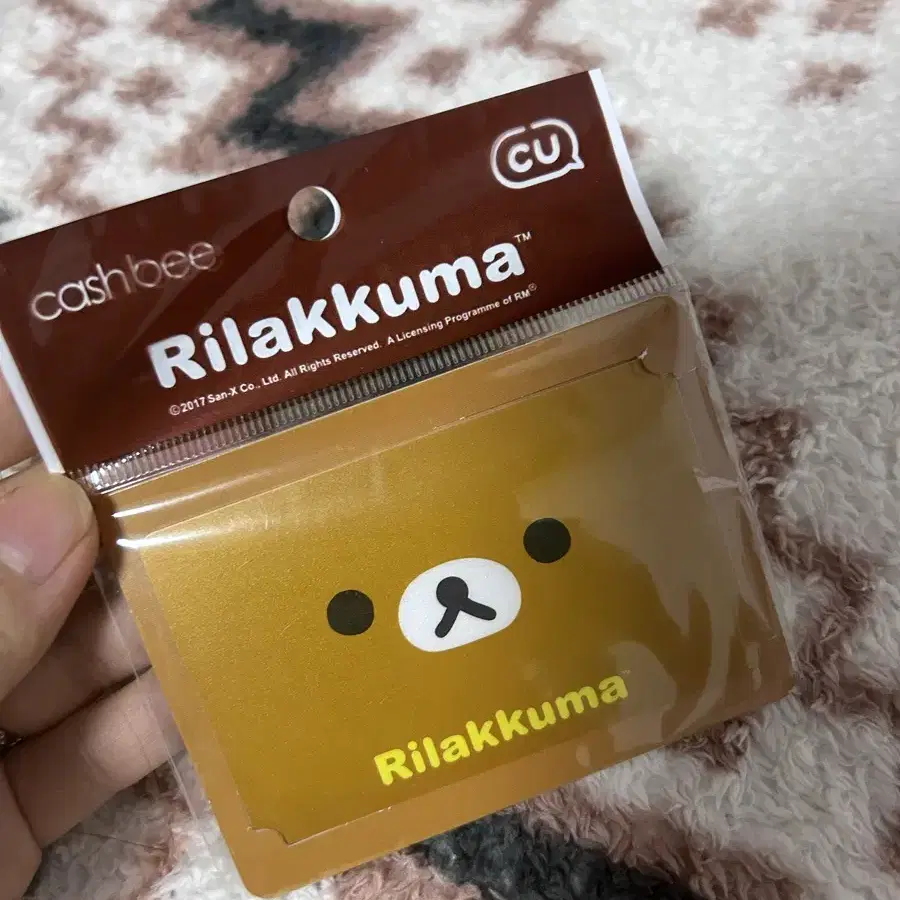 CU
cashbee
Rilakkuma™
©2017 San-X Co., Ltd. All Rights Reserved. A Licensing Programme of RM®
Rilakkuma™